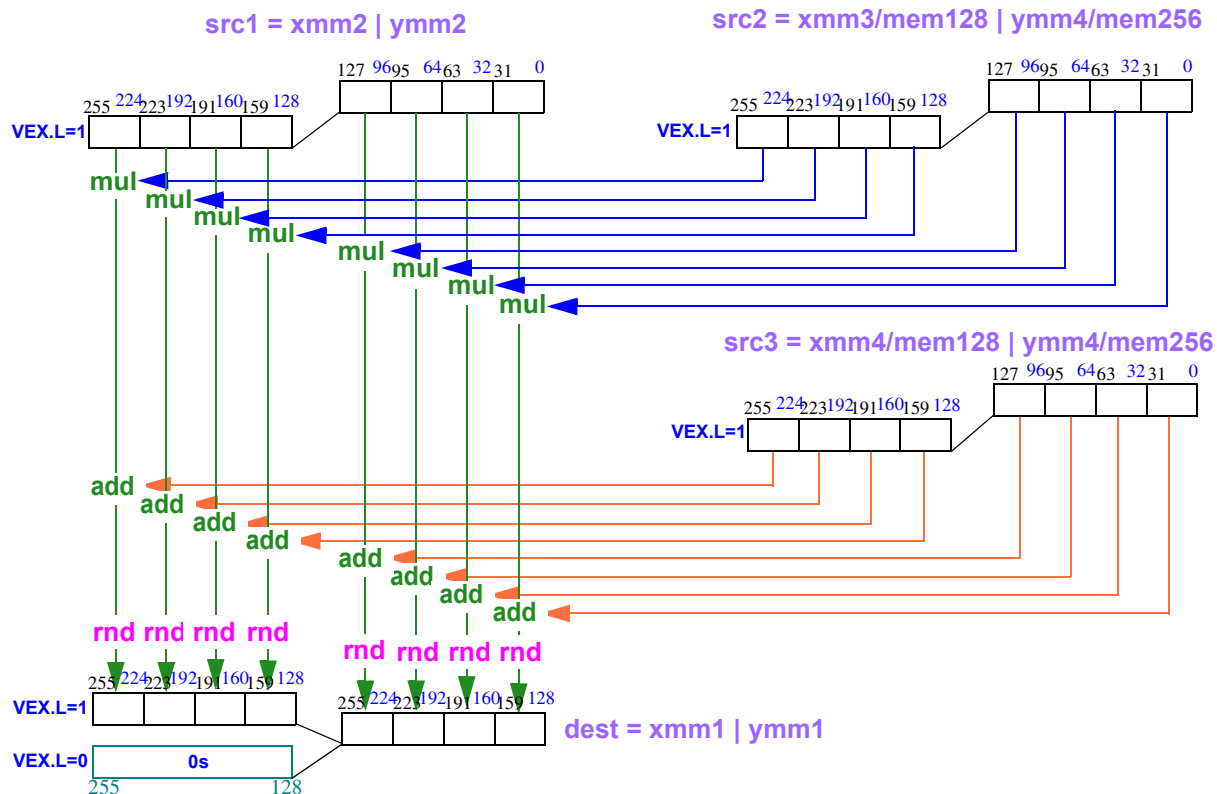 src1 = xmm2 | ymm2
src2 = xmm3/mem128 | ymm4/mem256
127 96 95 64 63 32 31 0
255 224 223 192 191 160 159 128
VEX.L=1
127 96 95 64 63 32 31 0
255 224 223 192 191 160 159 128
VEX.L=1
mul
mul
mul
mul
mul
mul
mul
mul
src3 = xmm4/mem128 | ymm4/mem256
127 96 95 64 63 32 31 0
255 224 223 192 191 160 159 128
VEX.L=1
add
add
add
add
add
add
add
add
rnd rnd rnd rnd
rnd rnd rnd rnd
255 224 223 192 191 160 159 128
VEX.L=1
255 224 223 192 191 160 159 128
dest = xmm1 | ymm1
VEX.L=0 0s
255 128